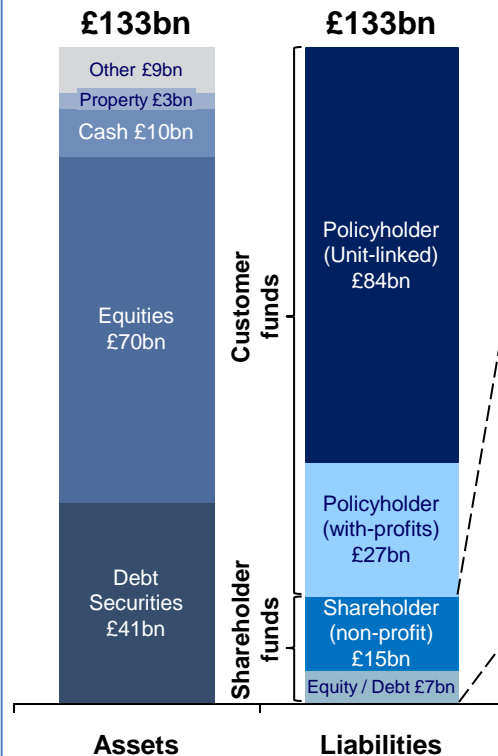 £133bn
£133bn
Other £9bn
Property £3bn
Cash £10bn
Equities
£70bn
Debt
Securities
£41bn
Customer
funds
Shareholder
funds
Policyholder
(Unit-linked)
£84bn
Policyholder
(with-profits)
£27bn
Shareholder
(non-profit)
£15bn
Equity / Debt £7bn
Assets
Liabilities